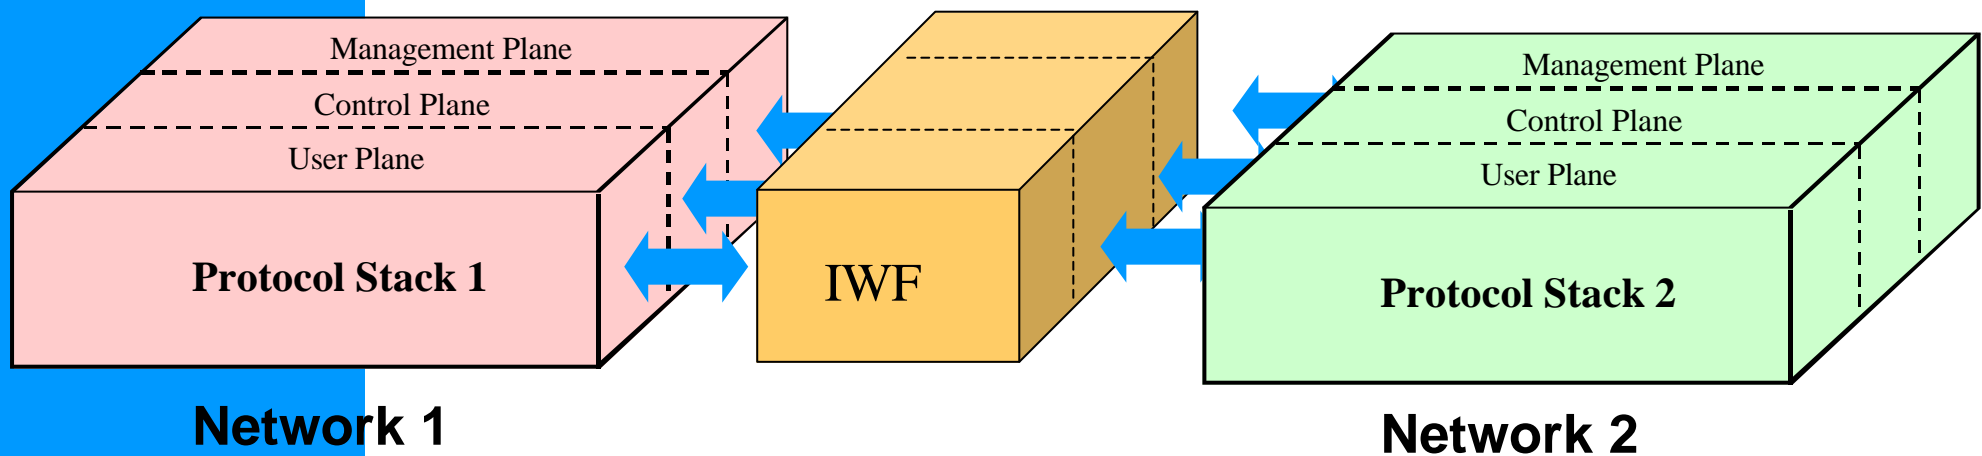 Management Plane
Control Plane
User Plane
Protocol Stack 1
Network 1
IWF
Management Plane
Control Plane
User Plane
Protocol Stack 2
Network 2